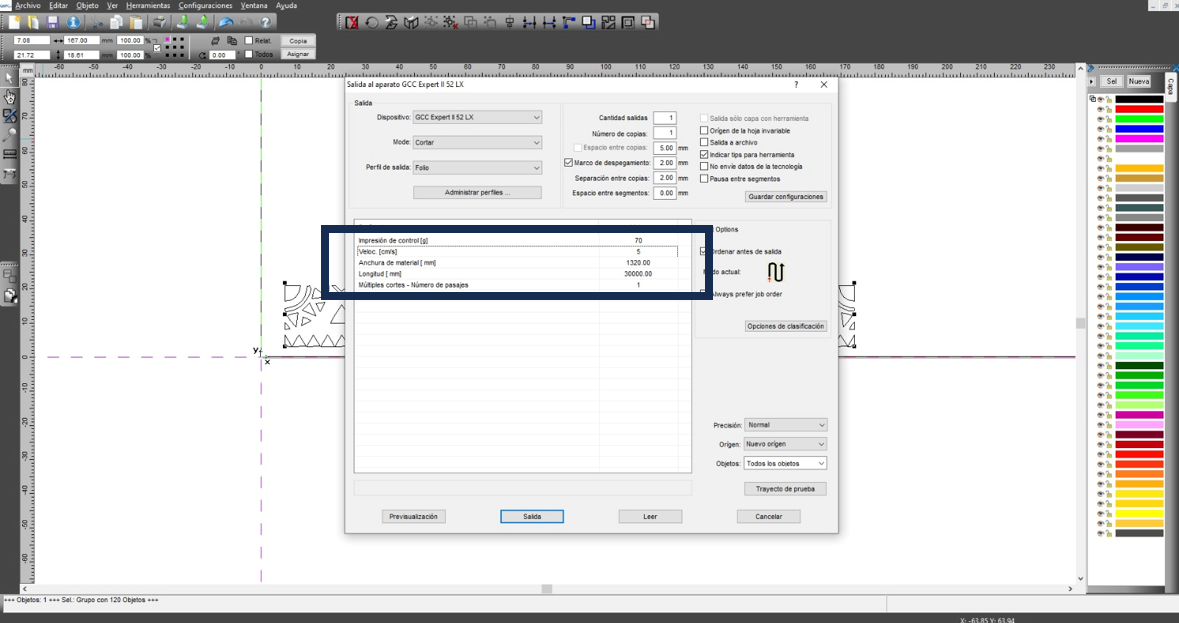 Archivo Editar Objeto Ver Herramientas Configuraciones Ventana Ayuda
7.08 167.00 mm 100.00 % Relat. Copia
21.72 18.61 mm 100.00 % 0.00 ° Todos Asignar
mm -60 -50 -40 -30 -20 -10 0 10 20 30 40 50 60 70 80 90 100 110 120 130 140 150 160 170 180 190 200 210 220 230
Salida al aparato GCC Expert II 52 LX ? X
Salida
Dispositivo: GCC Expert II 52 LX
Mode: Cortar
Perfil de salida: Folio
Administrar perfiles ...
Cantidad salidas 1
Número de copias: 1
Espacio entre copias: 5.00 mm
Marco de despegamiento: 2.00 mm
Separación entre copias: 2.00 mm
Espacio entre segmentos: 0.00 mm
Salida sólo capa con herramienta
Origen de la hoja invariable
Salida a archivo
Indicar tips para herramienta
No envíe datos de la tecnología
Pausa entre segmentos
Guardar configuraciones
Impresión de control [g] 70
Veloc. [cm/s] 5
Anchura de material [ mm] 1320.00
Longitud [ mm] 30000.00
Múltiples cortes - Número de pasajes 1
Options
Ordenar antes de salida
actual:
Always prefer job order
Opciones de clasificación
Precisión: Normal
Origen: Nuevo origen
Objetos: Todos los objetos
Trayecto de prueba
Previsualización Salida Leer Cancelar
Sel Nueva
Capa
Y
X
+++ Objetos: 1 +++ Sel.: Grupo con 120 Objetos +++
X: -63.85 Y: 63.94